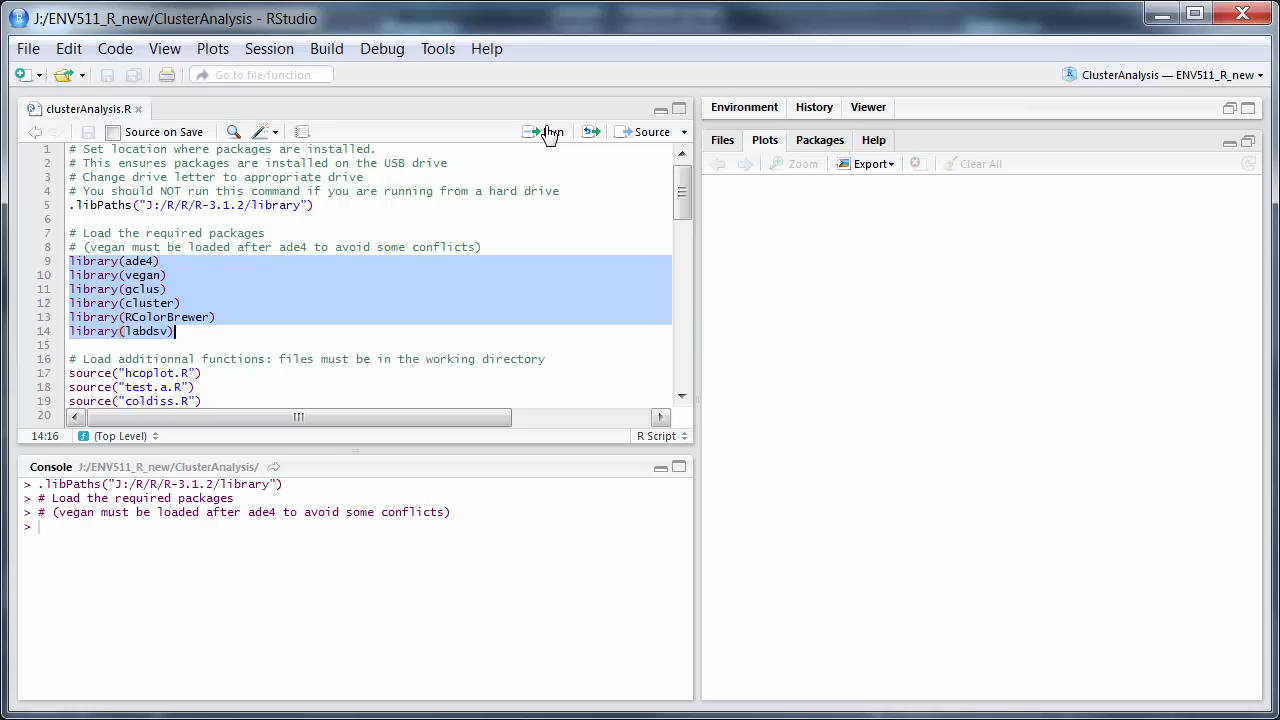 J:/ENV511_R_new/ClusterAnalysis - RStudio
File Edit Code View Plots Session Build Debug Tools Help
Go to file/function
ClusterAnalysis — ENV511_R_new
clusterAnalysis.R
Source on Save
Source
1 # Set location where packages are installed.
2 # This ensures packages are installed on the USB drive
3 # Change drive letter to appropriate drive
4 # You should NOT run this command if you are running from a hard drive
5 .libPaths("J:/R/R/R-3.1.2/library")
6
7 # Load the required packages
8 # (vegan must be loaded after ade4 to avoid some conflicts)
9 library(ade4)
10 library(vegan)
11 library(gclus)
12 library(cluster)
13 library(RColorBrewer)
14 library(labdsv)
15
16 # Load additionnal functions: files must be in the working directory
17 source("hcoplot.R")
18 source("test.a.R")
19 source("coldiss.R")
20
14:16 (Top Level) R Script
Console J:/ENV511_R_new/ClusterAnalysis/
> .libPaths("J:/R/R/R-3.1.2/library")
> # Load the required packages
> # (vegan must be loaded after ade4 to avoid some conflicts)
>
Environment History Viewer
Files Plots Packages Help
Zoom Export Clear All